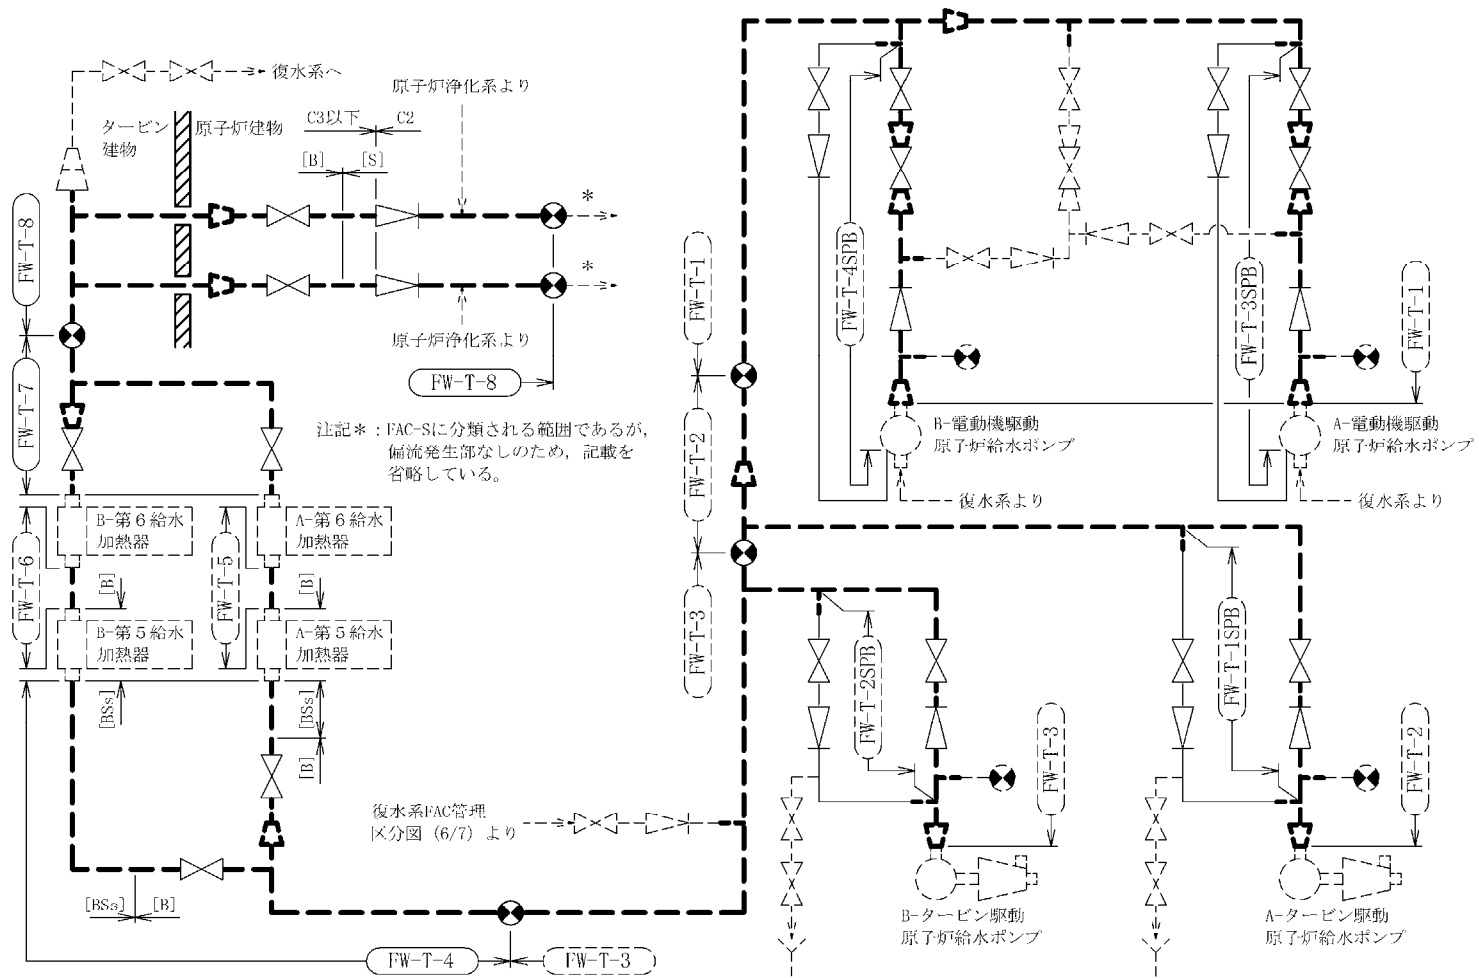 復水系へ
原子炉浄化系より
タービン
建物
原子炉建物
C3以下
C2
[B]
[S]
*
*
原子炉浄化系より
FW-T-8
FW-T-8
FW-T-7
注記*：FAC-Sに分類される範囲であるが，
偏流発生部なしのため，記載を
省略している。
B-第6給水
加熱器
A-第6給水
加熱器
FW-T-6
FW-T-5
[B]
[B]
B-第5給水
加熱器
A-第5給水
加熱器
[BSs]
[BSs]
[B]
[BSs]
[B]
復水系FAC管理
区分図（6/7）より
FW-T-4
FW-T-3
FW-T-1
FW-T-2
FW-T-3
FW-T-4SPB
FW-T-3SPB
FW-T-1
B-電動機駆動
原子炉給水ポンプ
A-電動機駆動
原子炉給水ポンプ
復水系より
復水系より
FW-T-2SPB
FW-T-1SPB
FW-T-3
FW-T-2
B-タービン駆動
原子炉給水ポンプ
A-タービン駆動
原子炉給水ポンプ